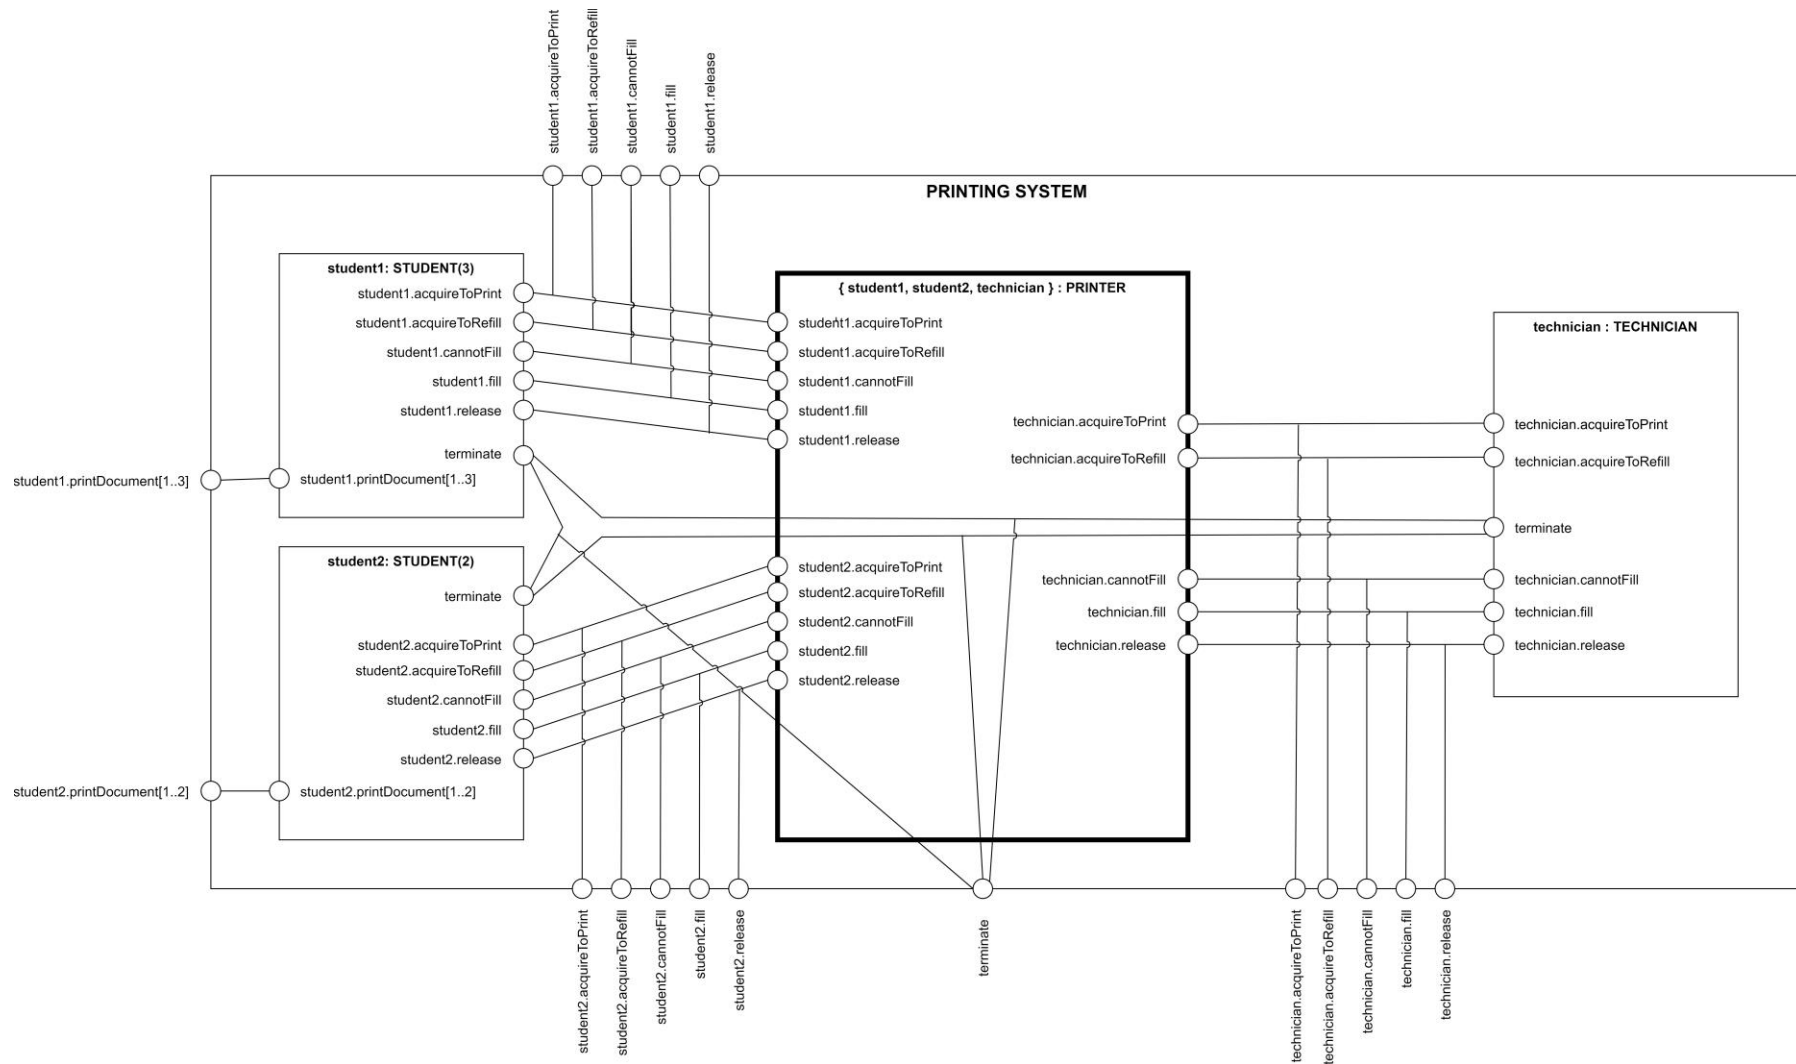 student1.acquireToPrint
student1.acquireToRefill
student1.cannotFill
student1.fill
student1.release
PRINTING SYSTEM
student1: STUDENT(3)
student1.acquireToPrint
student1.acquireToRefill
student1.cannotFill
student1.fill
student1.release
terminate
student1.printDocument[1..3]
student1.printDocument[1..3]
student2: STUDENT(2)
terminate
student2.acquireToPrint
student2.acquireToRefill
student2.cannotFill
student2.fill
student2.release
student2.printDocument[1..2]
student2.printDocument[1..2]
{ student1, student2, technician } : PRINTER
student1.acquireToPrint
student1.acquireToRefill
student1.cannotFill
student1.fill
student1.release
technician.acquireToPrint
technician.acquireToRefill
student2.acquireToPrint
student2.acquireToRefill
student2.cannotFill
student2.fill
student2.release
technician.cannotFill
technician.fill
technician.release
technician : TECHNICIAN
technician.acquireToPrint
technician.acquireToRefill
terminate
technician.cannotFill
technician.fill
technician.release
student2.acquireToPrint
student2.acquireToRefill
student2.cannotFill
student2.fill
student2.release
terminate
technician.acquireToPrint
technician.acquireToRefill
technician.cannotFill
technician.fill
technician.release